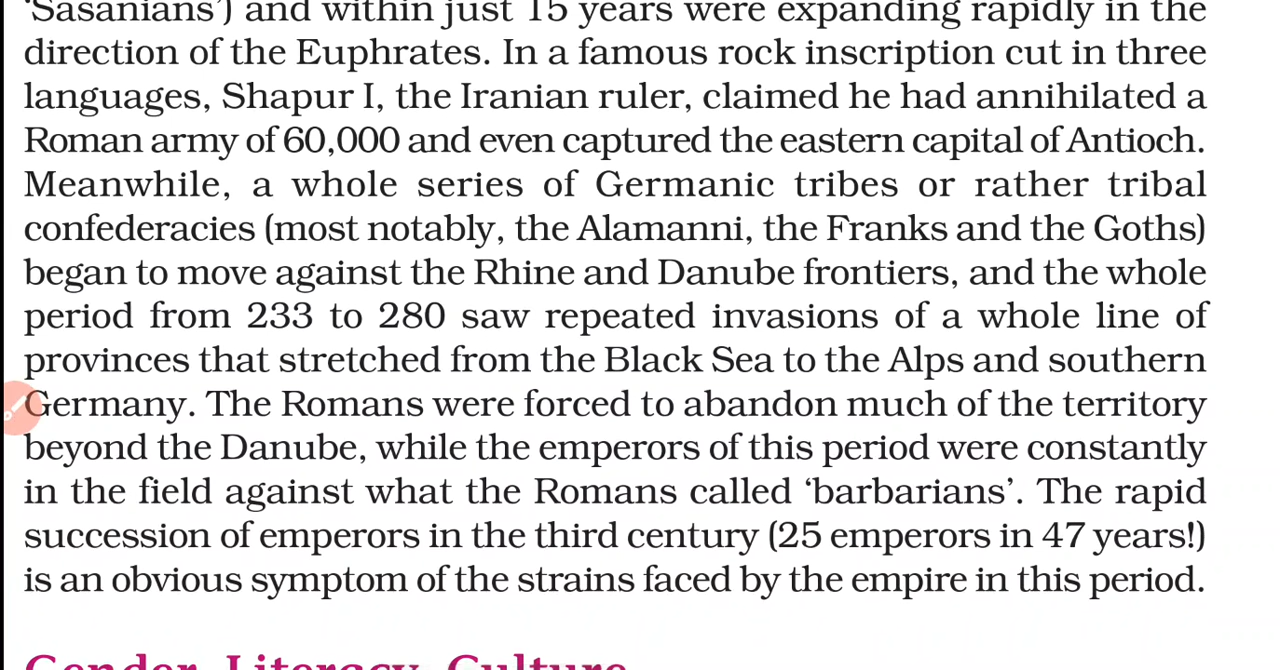 'Sasanians') and within just 15 years were expanding rapidly in the
direction of the Euphrates. In a famous rock inscription cut in three
languages, Shapur I, the Iranian ruler, claimed he had annihilated a
Roman army of 60,000 and even captured the eastern capital of Antioch.
Meanwhile, a whole series of Germanic tribes or rather tribal
confederacies (most notably, the Alamanni, the Franks and the Goths)
began to move against the Rhine and Danube frontiers, and the whole
period from 233 to 280 saw repeated invasions of a whole line of
provinces that stretched from the Black Sea to the Alps and southern
Germany. The Romans were forced to abandon much of the territory
beyond the Danube, while the emperors of this period were constantly
in the field against what the Romans called ‘barbarians’. The rapid
succession of emperors in the third century (25 emperors in 47 years!)
is an obvious symptom of the strains faced by the empire in this period.
Gender, Literacy, Culture